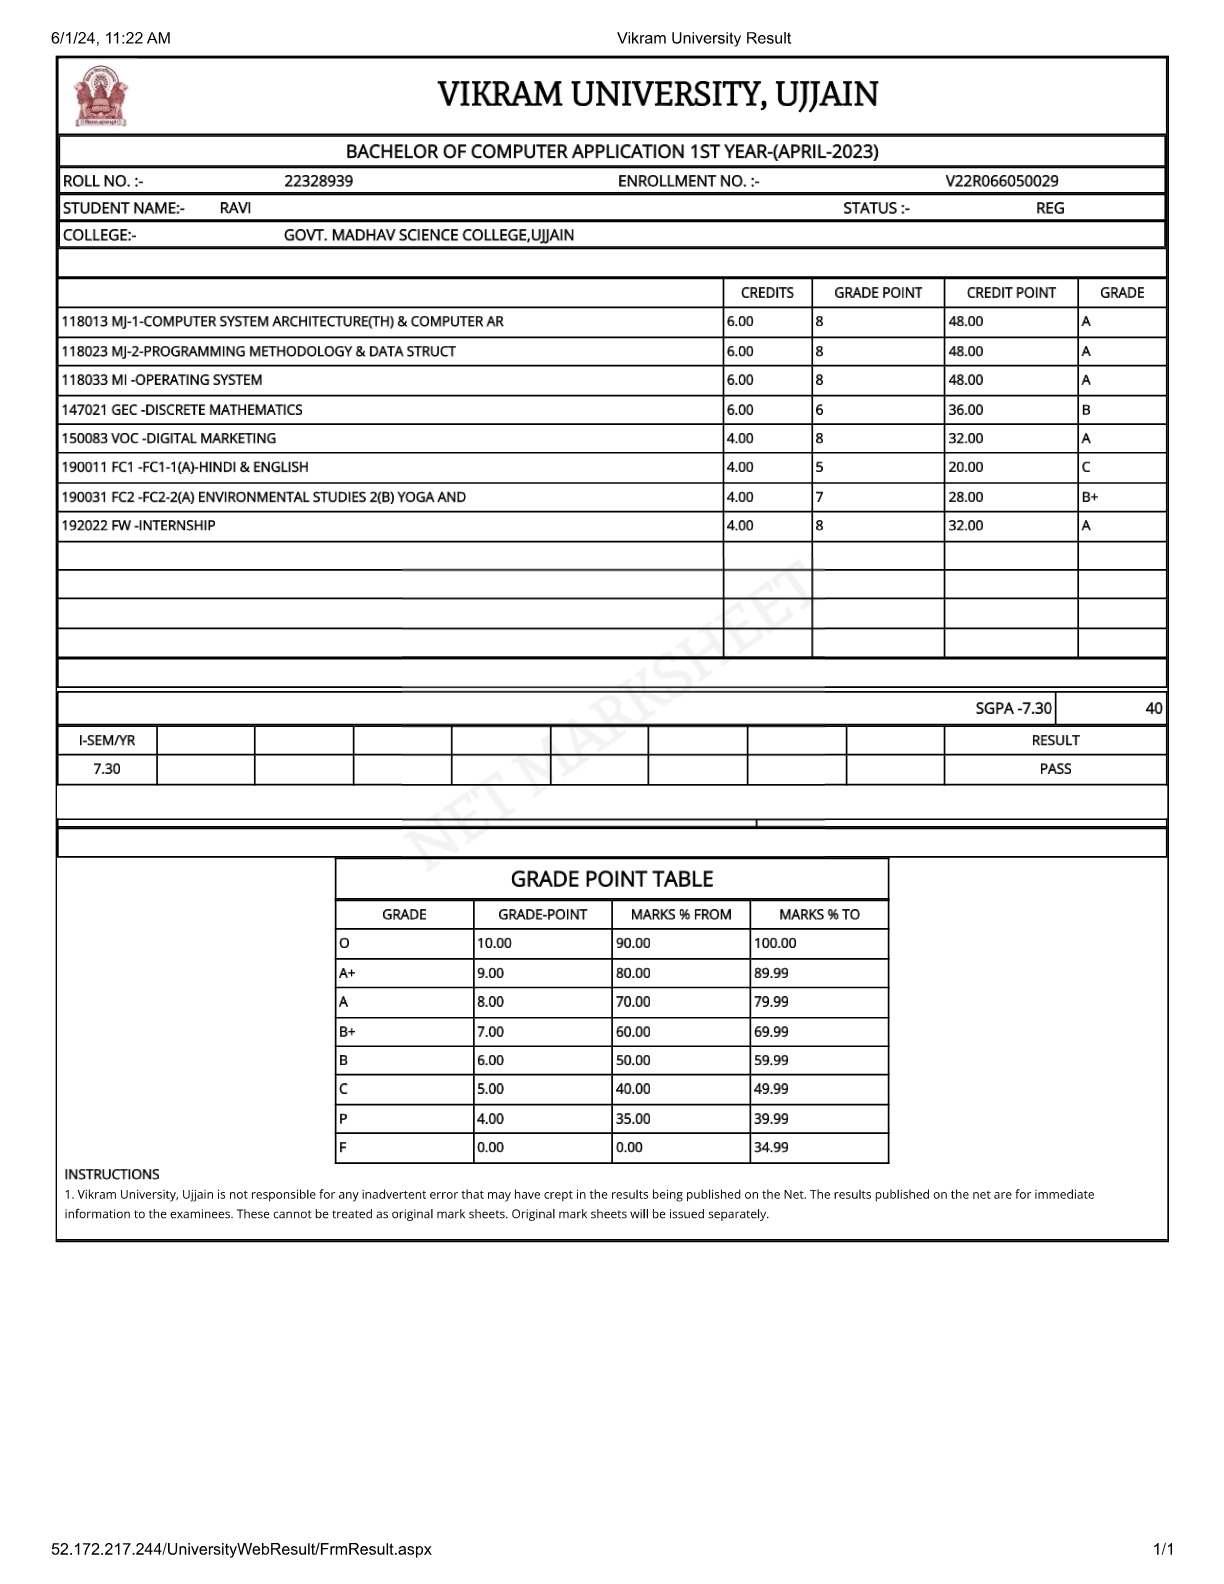 6/1/24, 11:22 AM Vikram University Result
VIKRAM UNIVERSITY, UJJAIN
BACHELOR OF COMPUTER APPLICATION 1ST YEAR-(APRIL-2023)
ROLL NO. :- 22328939 ENROLLMENT NO. :- V22R066050029
STUDENT NAME:- RAVI STATUS :- REG
COLLEGE:- GOVT. MADHAV SCIENCE COLLEGE,UJJAIN
CREDITS GRADE POINT CREDIT POINT GRADE
118013 MJ-1-COMPUTER SYSTEM ARCHITECTURE(TH) & COMPUTER AR 6.00 8 48.00 A
118023 MJ-2-PROGRAMMING METHODOLOGY & DATA STRUCT 6.00 8 48.00 A
118033 MI -OPERATING SYSTEM 6.00 8 48.00 A
147021 GEC -DISCRETE MATHEMATICS 6.00 6 36.00 B
150083 VOC -DIGITAL MARKETING 4.00 8 32.00 A
190011 FC1 -FC1-1(A)-HINDI & ENGLISH 4.00 5 20.00 C
190031 FC2 -FC2-2(A) ENVIRONMENTAL STUDIES 2(B) YOGA AND 4.00 7 28.00 B+
192022 FW -INTERNSHIP 4.00 8 32.00 A
NET MARKSHEET
SGPA -7.30 40
I-SEM/YR RESULT
7.30 PASS
GRADE POINT TABLE
GRADE GRADE-POINT MARKS % FROM MARKS % TO
O 10.00 90.00 100.00
A+ 9.00 80.00 89.99
A 8.00 70.00 79.99
B+ 7.00 60.00 69.99
B 6.00 50.00 59.99
C 5.00 40.00 49.99
P 4.00 35.00 39.99
F 0.00 0.00 34.99
INSTRUCTIONS
1. Vikram University, Ujjain is not responsible for any inadvertent error that may have crept in the results being published on the Net. The results published on the net are for immediate
information to the examinees. These cannot be treated as original mark sheets. Original mark sheets will be issued separately.
52.172.217.244/UniversityWebResult/FrmResult.aspx 1/1